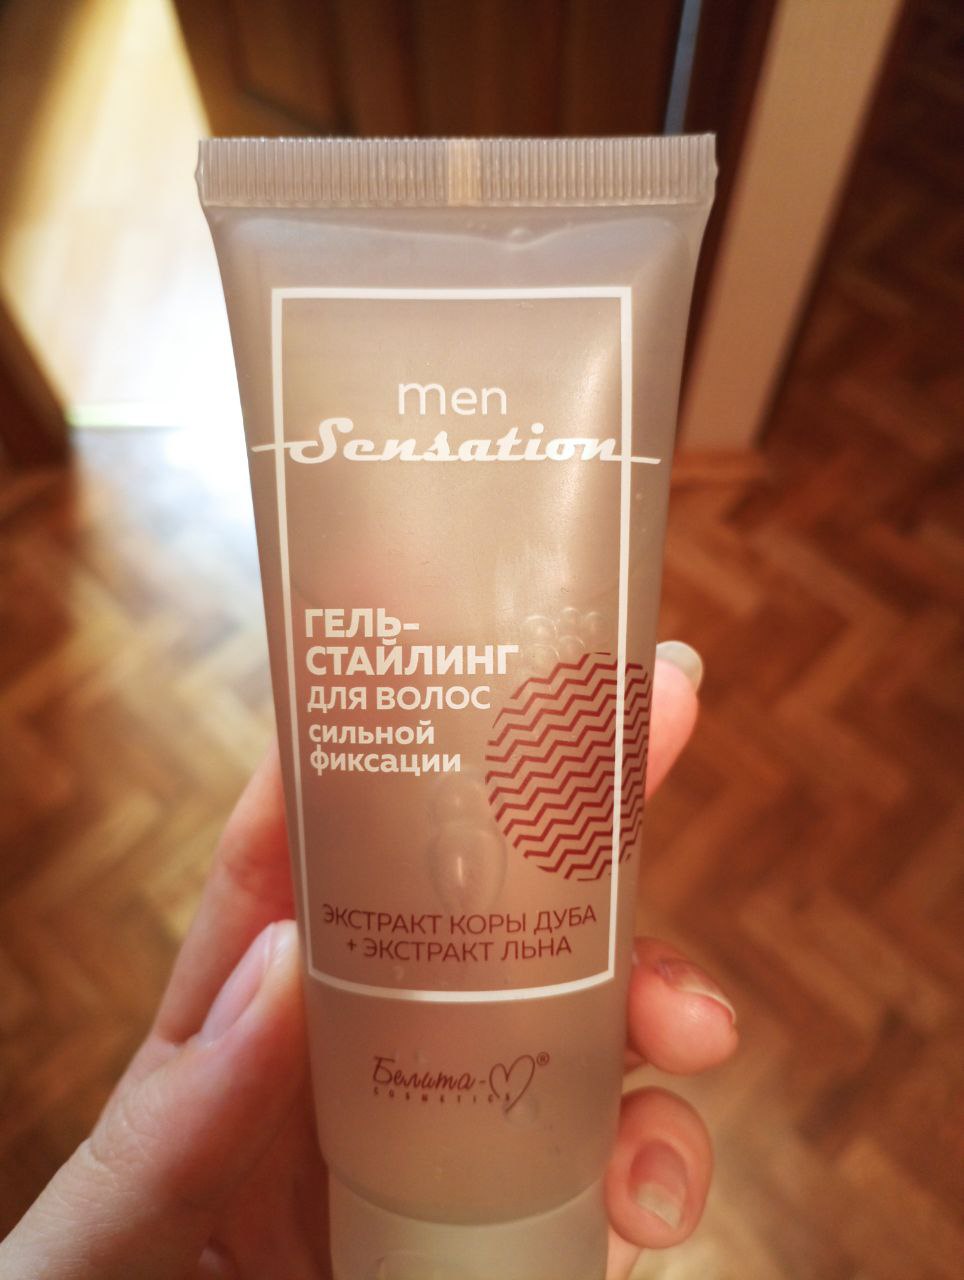 men
Sensation
ГЕЛЬ-
СТАЙЛИНГ
ДЛЯ ВОЛОС
сильной
фиксации
ЭКСТРАКТ КОРЫ ДУБА
+ ЭКСТРАКТ ЛЬНА
Белита-М®
COSMETICS